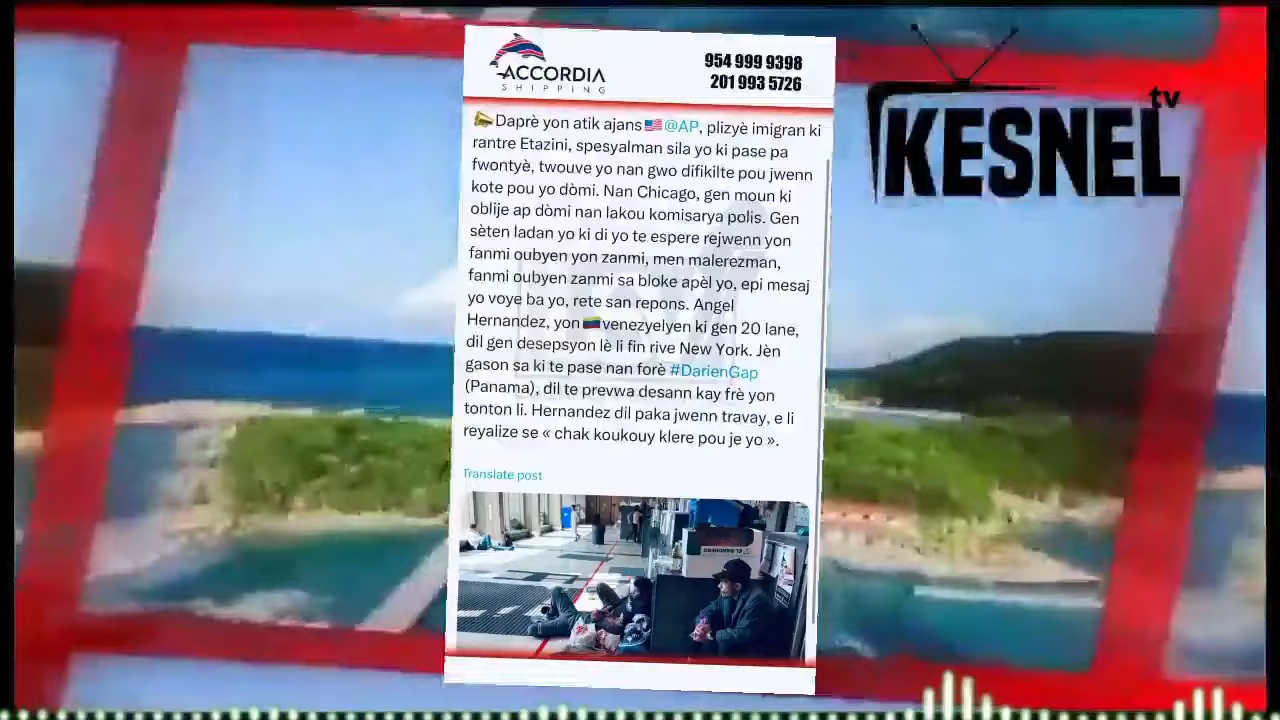 ACCORDIA
SHIPPING
954 999 9398
201 993 5726
tv
KESNEL
📣Daprè yon atik ajans🇺🇸@AP, plizyè imigran ki
rantre Etazini, spesyalman sila yo ki pase pa
fwontyè, twouve yo nan gwo difikilte pou jwenn
kote pou yo dòmi. Nan Chicago, gen moun ki
oblije ap dòmi nan lakou komisarya polis. Gen
sèten ladan yo ki di yo te espere rejwenn yon
fanmi oubyen yon zanmi, men malerezman,
fanmi oubyen zanmi sa bloke apèl yo, epi mesaj
yo voye ba yo, rete san repons. Angel
Hernandez, yon 🇻🇪venezyelyen ki gen 20 lane,
dil gen desepsyon lè li fin rive New York. Jèn
gason sa ki te pase nan forè #DarienGap
(Panama), dil te prevwa desann kay frè yon
tonton li. Hernandez dil paka jwenn travay, e li
reyalize se « chak koukouy klere pou je yo ».
Translate post